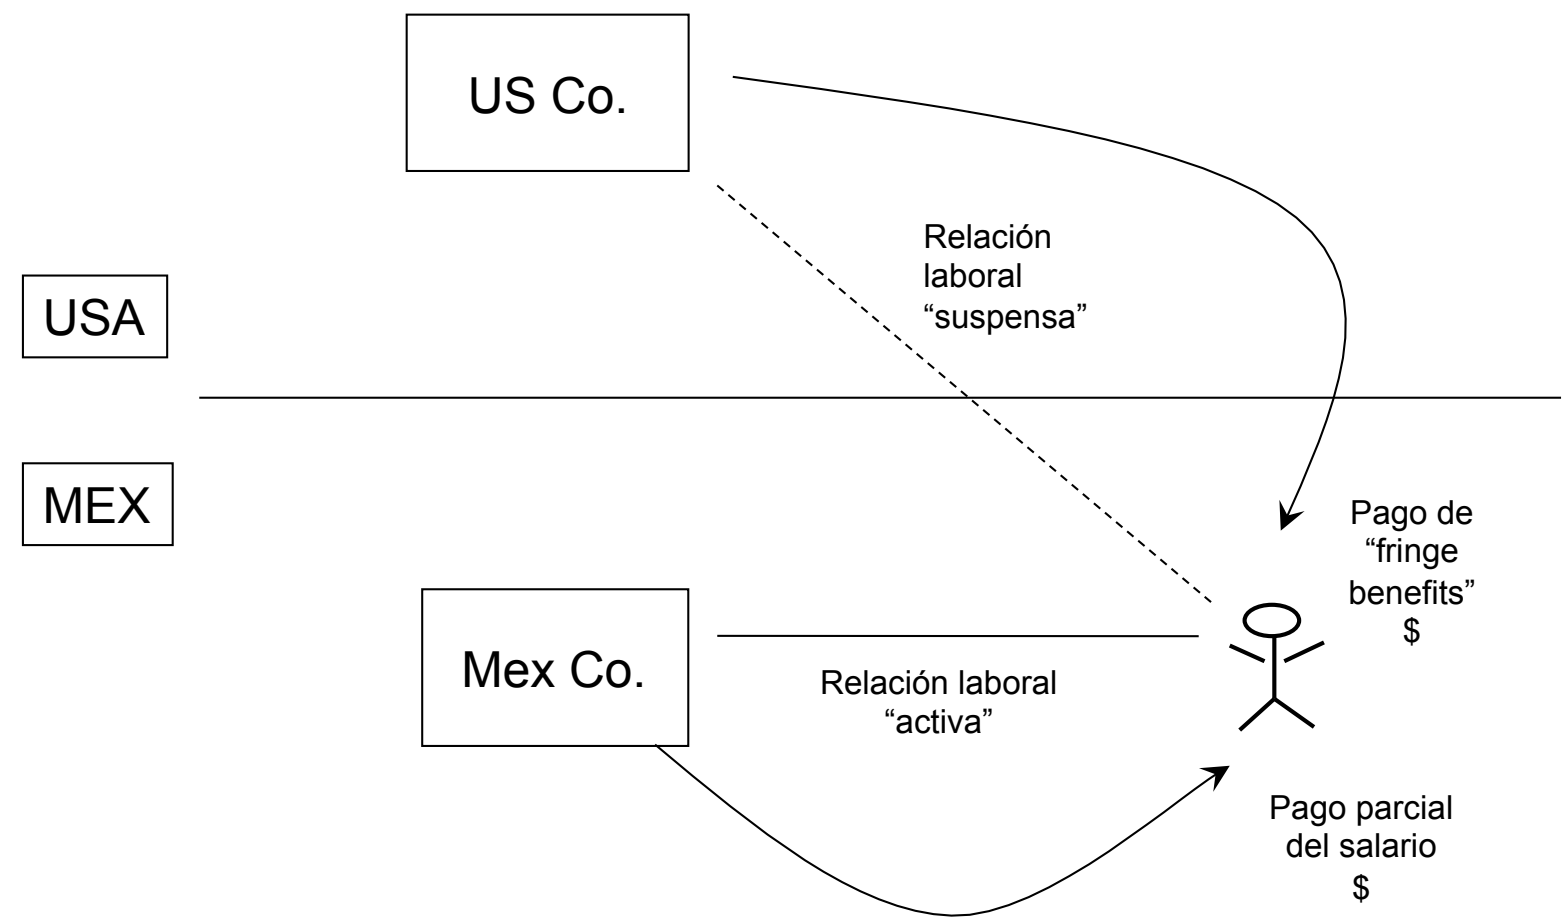 US Co.
Relación
laboral
“suspensa”
USA
MEX
Pago de
“fringe
benefits”
$
Mex Co.
Relación laboral
“activa”
Pago parcial
del salario
$